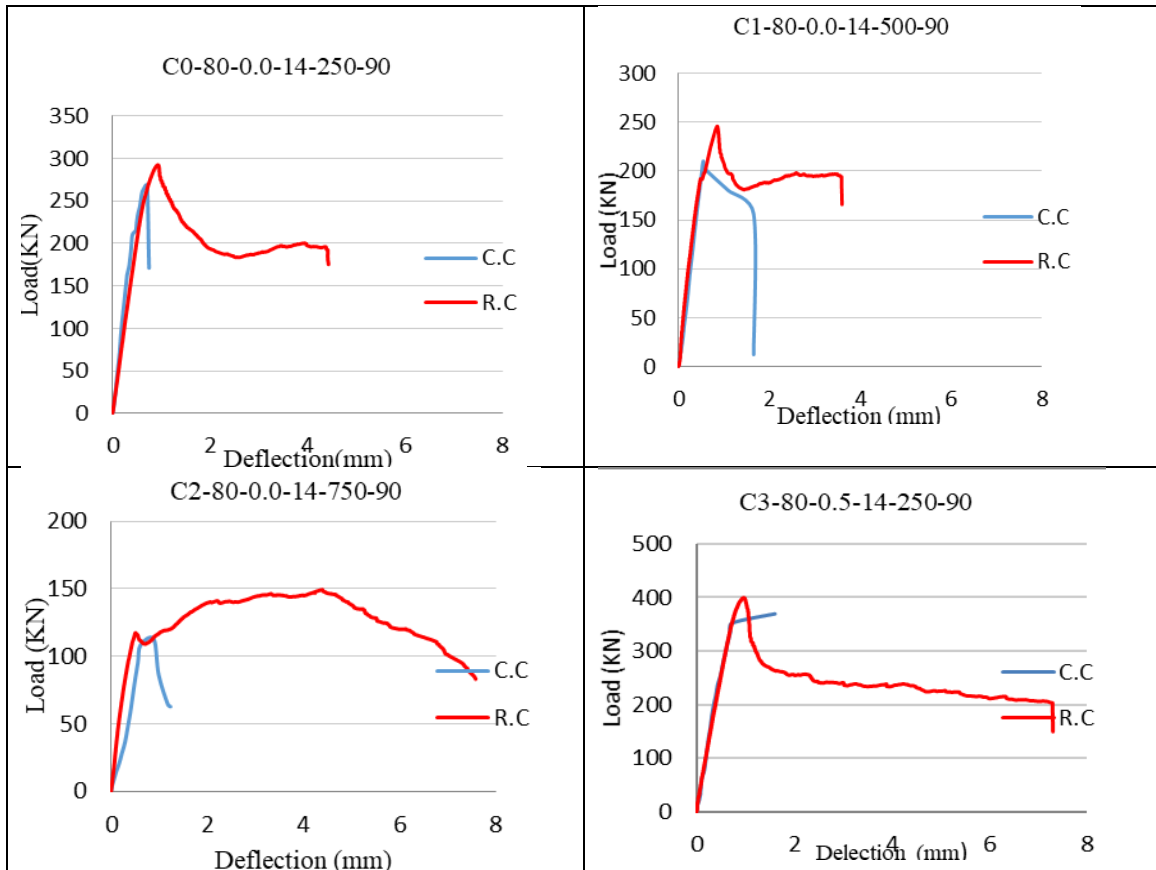 C0-80-0.0-14-250-90
350
300
250
200
150
100
50
0
Load(KN)
C.C
R.C
0 2 4 6 8
Deflection(mm)
C1-80-0.0-14-500-90
300
250
200
150
100
50
0
Load (KN)
C.C
R.C
0 2 4 6 8
Deflection (mm)
C2-80-0.0-14-750-90
200
150
100
50
0
Load (KN)
C.C
R.C
0 2 4 6 8
Deflection (mm)
C3-80-0.5-14-250-90
500
400
300
200
100
0
Load (KN)
C.C
R.C
0 2 4 6 8
Delection (mm)